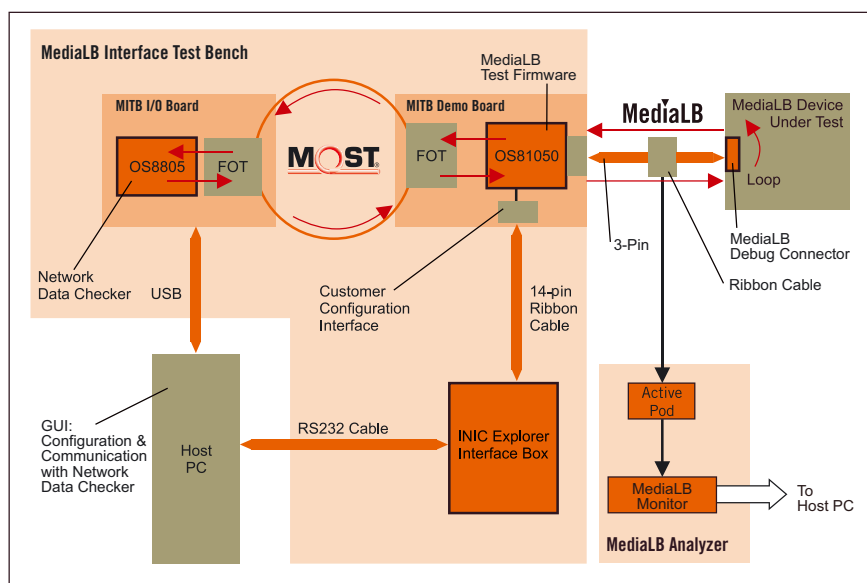 MediaLB Interface Test Bench
MediaLB
Test Firmware
MITB I/O Board
MITB Demo Board
MediaLB
MediaLB Device
Under Test
OS8805
FOT
MOST®
FOT
OS81050
Loop
3-Pin
MediaLB
Debug Connector
Ribbon Cable
Network
Data Checker
USB
Customer
Configuration
Interface
14-pin
Ribbon
Cable
GUI:
Configuration &
Communication
with Network
Data Checker
Host
PC
RS232 Cable
INIC Explorer
Interface Box
Active
Pod
MediaLB
Monitor
To
Host PC
MediaLB Analyzer